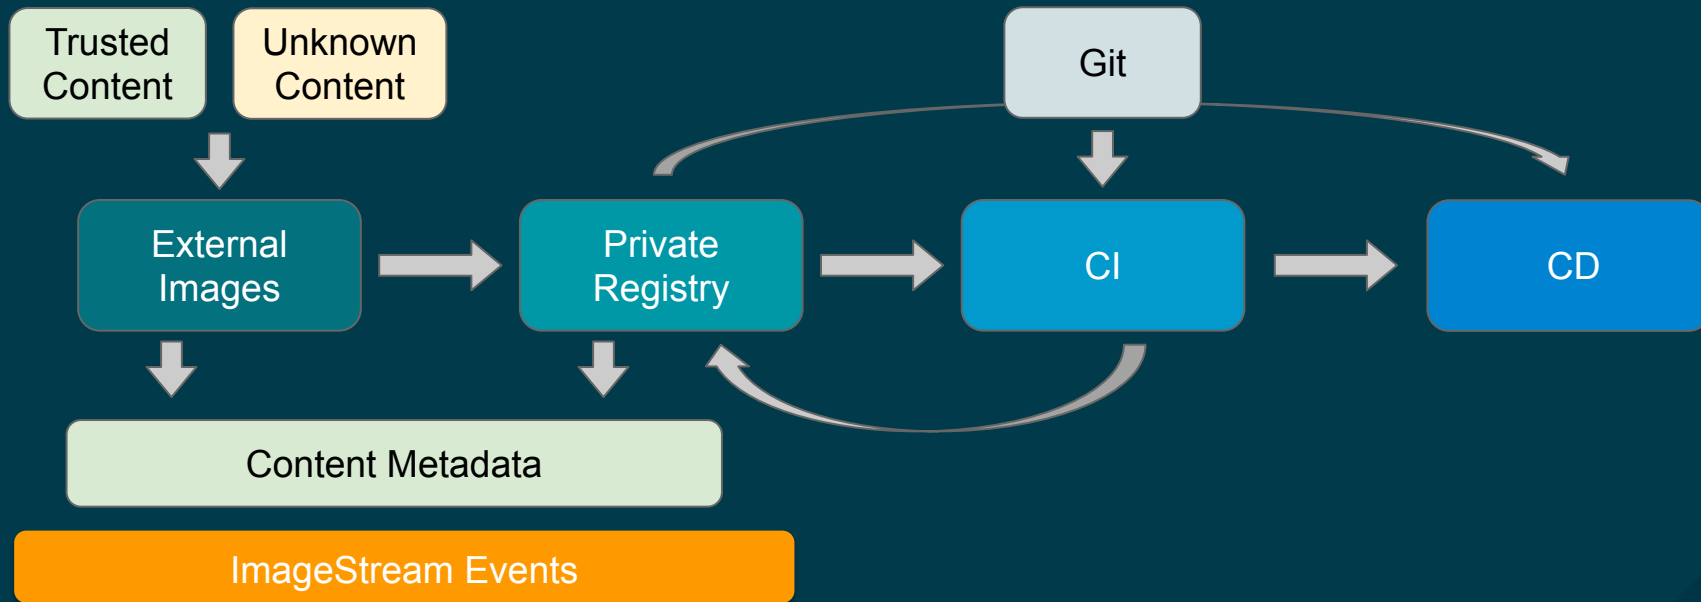 Trusted
Content
Unknown
Content
Git
External
Images
Private
Registry
CI
CD
Content Metadata
ImageStream Events